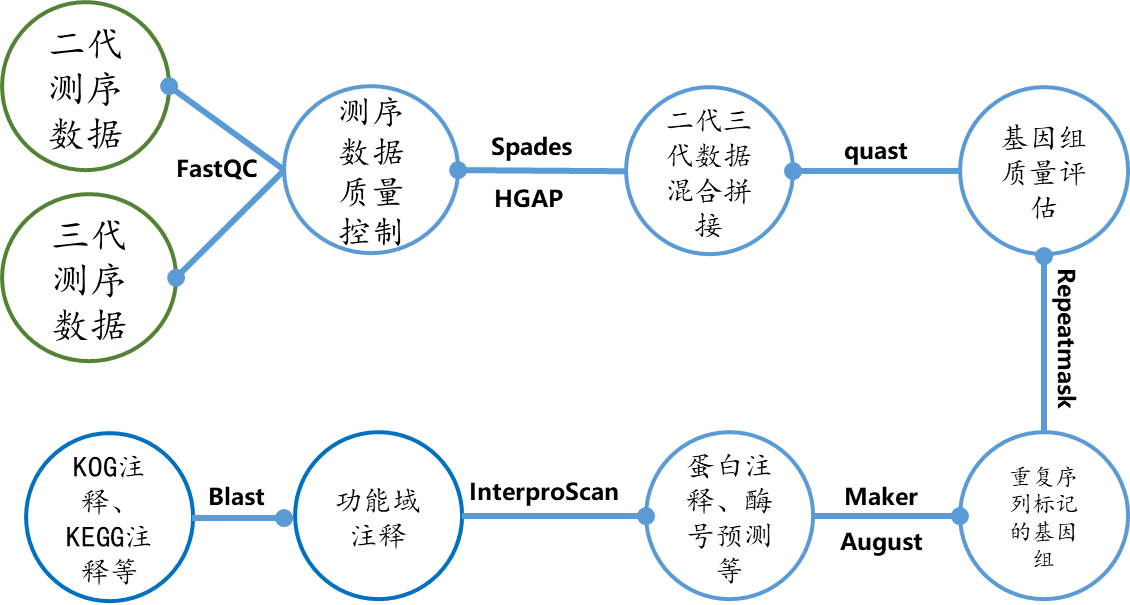 二代
测序
数据
三代
测序
数据
FastQC
测序
数据
质量
控制
Spades
HGAP
二代三
代数据
混合拼
接
quast
基因组
质量评
估
Repeatmask
重复序
列标记
的基因
组
Maker
August
蛋白注
释、酶
号预测
等
InterproScan
功能域
注释
Blast
KOG注
释、
KEGG注
释等